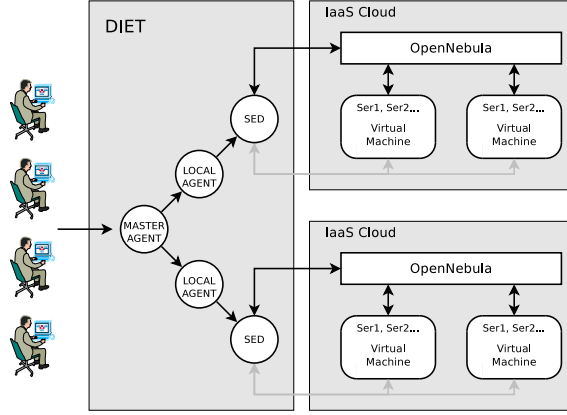 DIET
IaaS Cloud
OpenNebula
Ser1, Ser2...
Virtual
Machine
Ser1, Ser2...
Virtual
Machine
SED
LOCAL
AGENT
MASTER
AGENT
LOCAL
AGENT
SED
IaaS Cloud
OpenNebula
Ser1, Ser2...
Virtual
Machine
Ser1, Ser2...
Virtual
Machine